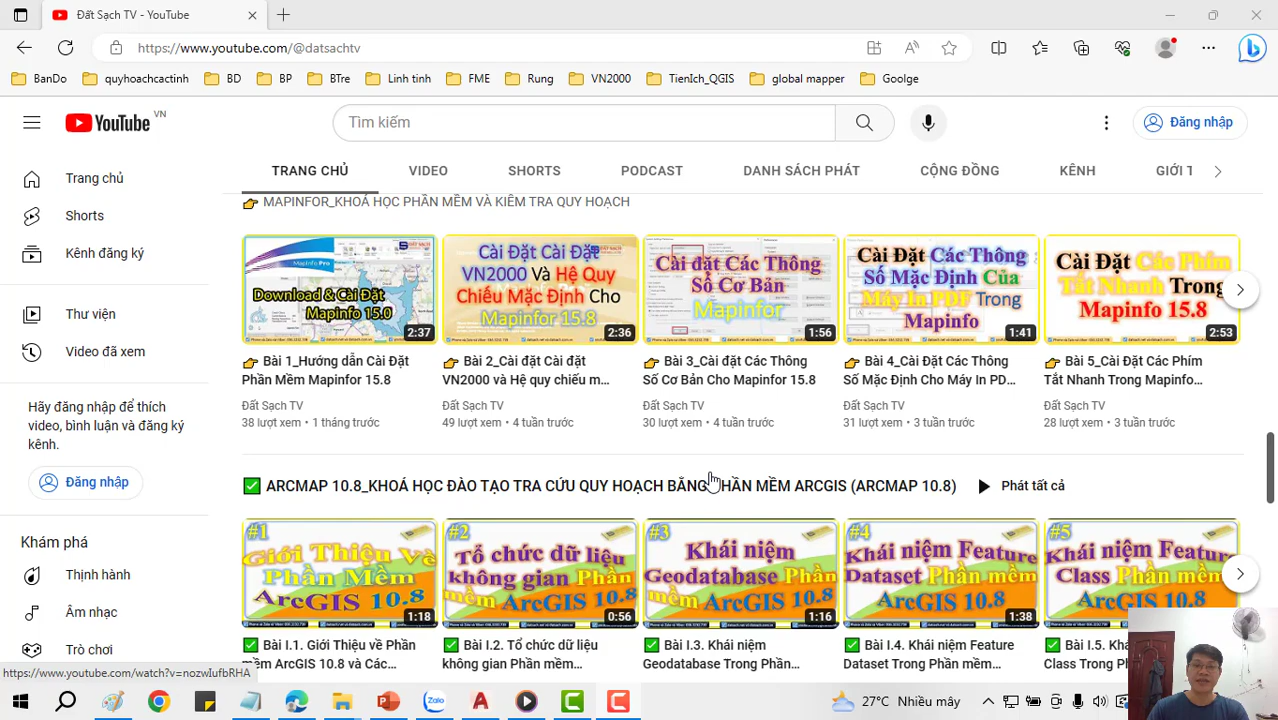 Đất Sạch TV - YouTube
https://www.youtube.com/@datsachtv
BanDo
quyhoachcactinh
BD
BP
BTre
Linh tinh
FME
Rung
VN2000
TienIch_QGIS
global mapper
Goolge
YouTube VN
Tìm kiếm
Đăng nhập
TRANG CHỦ
VIDEO
SHORTS
PODCAST
DANH SÁCH PHÁT
CỘNG ĐỒNG
KÊNH
GIỚI T
Trang chủ
Shorts
Kênh đăng ký
Thư viện
Video đã xem
Hãy đăng nhập để thích
video, bình luận và đăng ký
kênh.
Đăng nhập
Khám phá
Thịnh hành
Âm nhạc
Trò chơi
👉 MAPINFOR_KHOÁ HỌC PHẦN MỀM VÀ KIỂM TRA QUY HOẠCH
MapInfo Pro
Download & Cài Đặt
Mapinfor 15.0
2:37
Cài Đặt Cài Đặt
VN2000 Và Hệ Quy
Chiếu Mặc Định Cho
Mapinfor 15.8
2:36
Cài đặt Các Thông
Số Cơ Bản
Mapinfor
1:56
Cài Đặt Các Thông
Số Mặc Định Của
Máy In PDF Trong
Mapinfo
1:41
Cài Đặt Các Phím
Tắt Nhanh Trong
Mapinfo 15.8
2:53
👉 Bài 1_Hướng dẫn Cài Đặt
Phần Mềm Mapinfor 15.8
Đất Sạch TV
38 lượt xem • 1 tháng trước
👉 Bài 2_Cài đặt Cài đặt
VN2000 và Hệ quy chiếu m...
Đất Sạch TV
49 lượt xem • 4 tuần trước
👉 Bài 3_Cài đặt Các Thông
Số Cơ Bản Cho Mapinfor 15.8
Đất Sạch TV
30 lượt xem • 4 tuần trước
👉 Bài 4_Cài Đặt Các Thông
Số Mặc Định Cho Máy In PD...
Đất Sạch TV
31 lượt xem • 3 tuần trước
👉 Bài 5_Cài Đặt Các Phím
Tắt Nhanh Trong Mapinfo...
Đất Sạch TV
28 lượt xem • 3 tuần trước
✅ ARCMAP 10.8_KHOÁ HỌC ĐÀO TẠO TRA CỨU QUY HOẠCH BẰNG PHẦN MỀM ARCGIS (ARCMAP 10.8)
Phát tất cả
#1
Giới Thiệu Về
Phần Mềm
ArcGIS 10.8
1:18
#2
Tổ chức dữ liệu
không gian Phần
mềm ArcGIS 10.8
0:56
#3
Khái niệm
Geodatabase Phần
mềm ArcGIS 10.8
1:16
#4
Khái niệm Feature
Dataset Phần mềm
ArcGIS 10.8
1:38
#5
Khái niệm Feature
Class Phần mềm
ArcGIS 10.8
✅ Bài I.1. Giới Thiệu về Phần
mềm ArcGIS 10.8 và Các...
✅ Bài I.2. Tổ chức dữ liệu
không gian Phần mềm...
✅ Bài I.3. Khái niệm
Geodatabase Trong Phần...
✅ Bài I.4. Khái niệm Feature
Dataset Trong Phần mềm...
✅ Bài I.5. Khá
Class Trong P
https://www.youtube.com/watch?v=nozwIufbRHA
27°C Nhiều mây